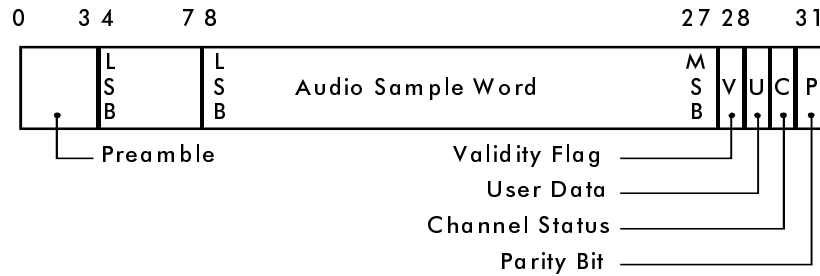 0 3 4 7 8 27 28 31
L S B
L S B
Audio Sample Word
M S B
V U C P
Preamble
Validity Flag
User Data
Channel Status
Parity Bit